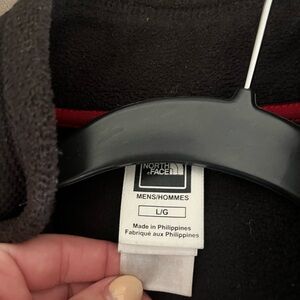 NORTH
FACE
MENS/HOMMES
L/G
Made in Philippines
Fabriqué aux Philippines